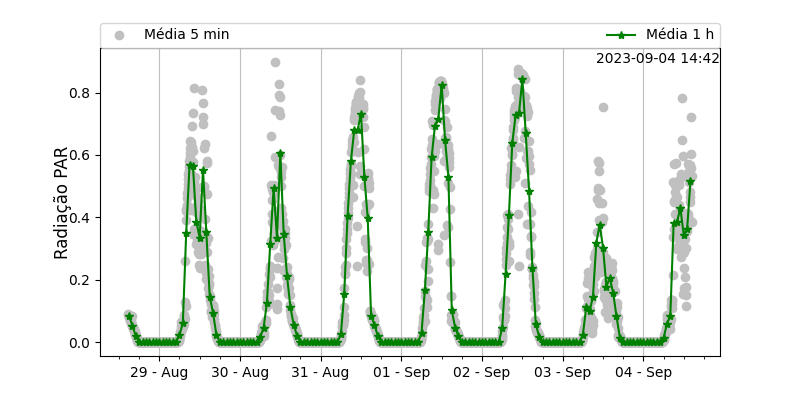 Média 5 min Média 1 h
2023-09-04 14:42
Radiação PAR
0.8
0.6
0.4
0.2
0.0
29 - Aug 30 - Aug 31 - Aug 01 - Sep 02 - Sep 03 - Sep 04 - Sep